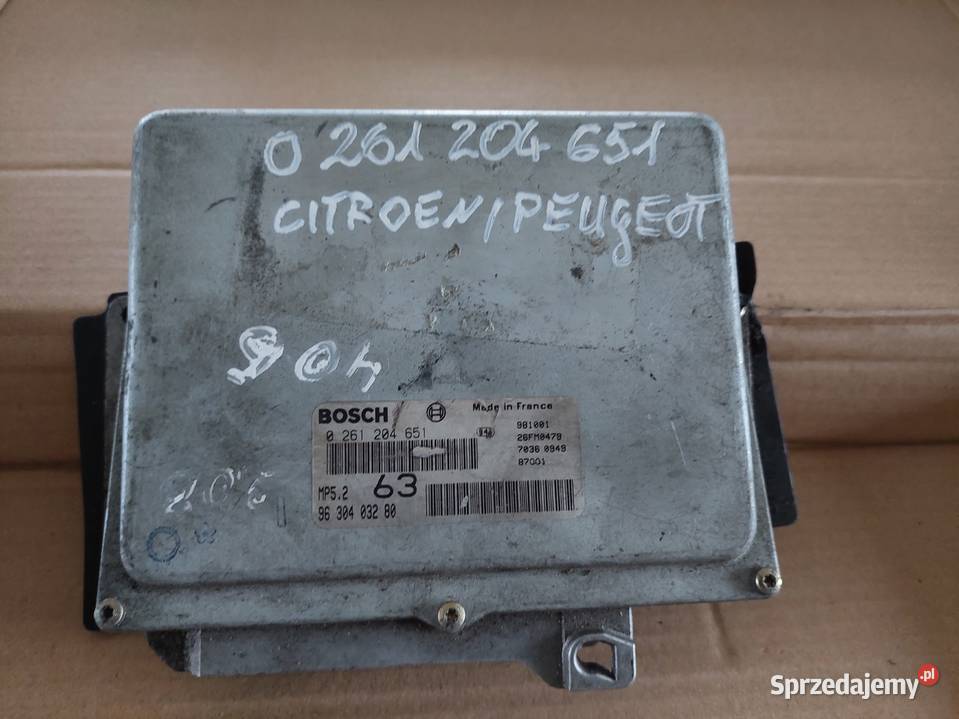 0 261 204 651
CITROEN/PEUGEOT
BOSCH
Made in France
0 261 204 651
981001
26FM0479
7036 0949
87001
MP5.2
63
96 304 032 80
Sprzedajemy.pl